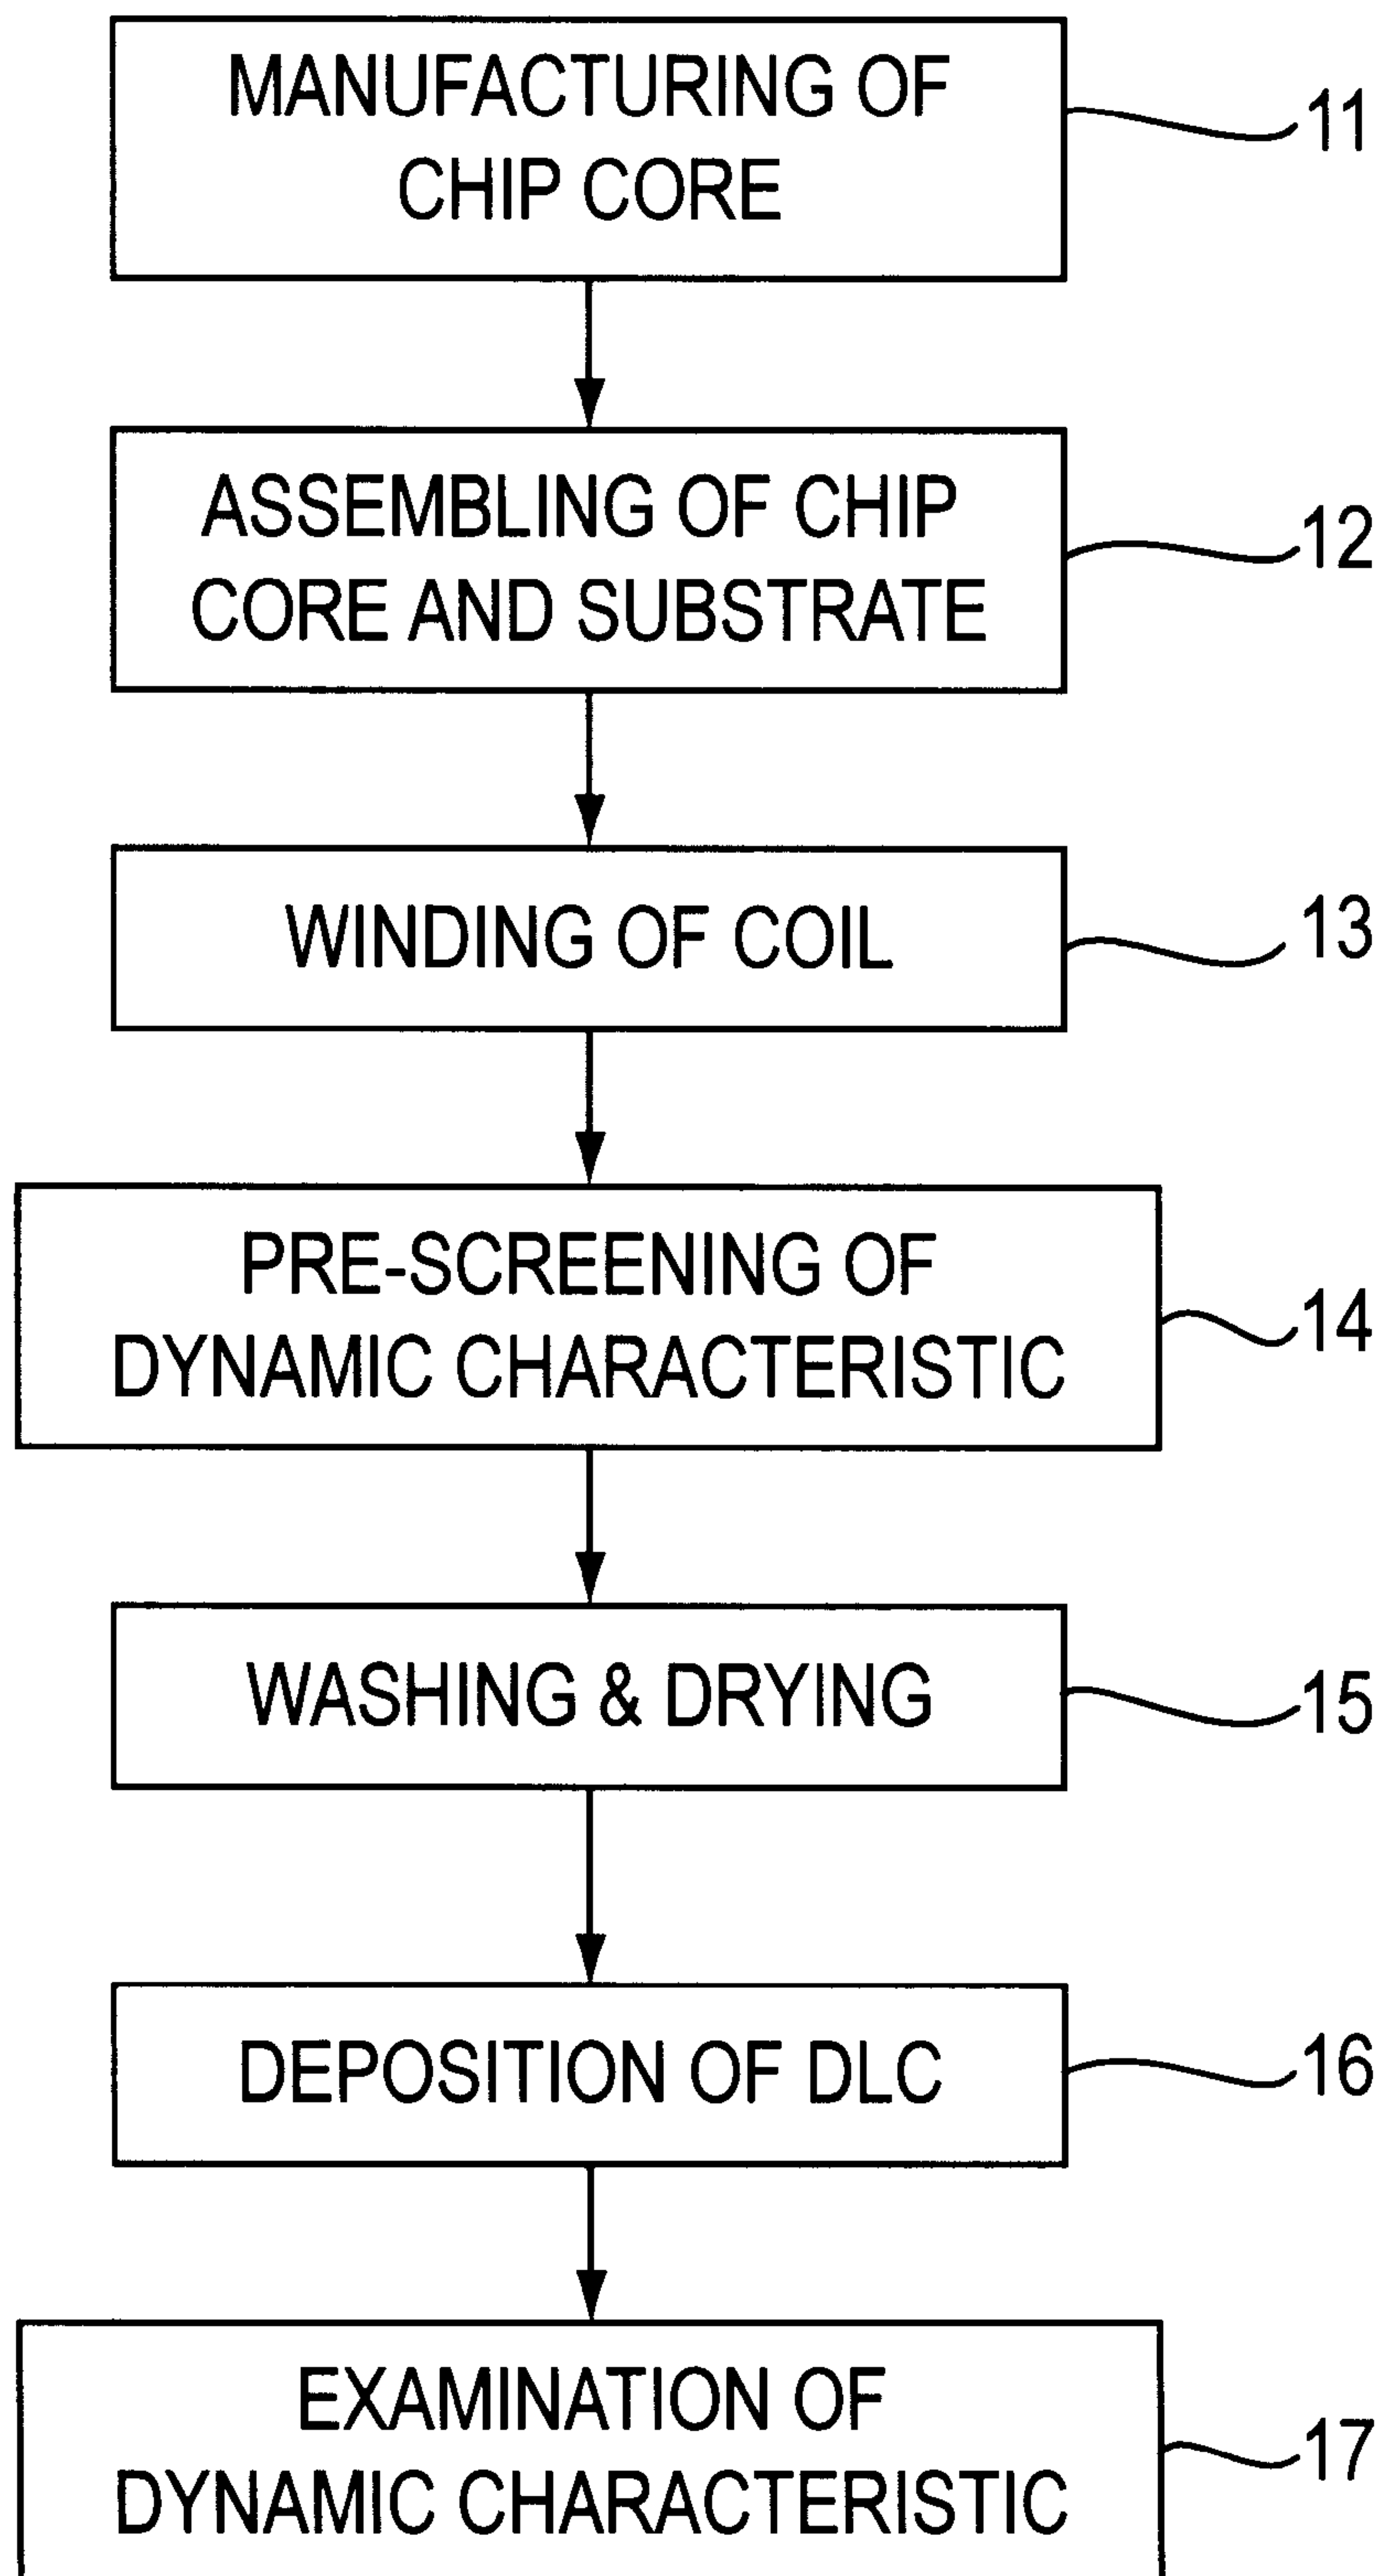 MANUFACTURING OF
CHIP CORE
11
ASSEMBLING OF CHIP
CORE AND SUBSTRATE
12
WINDING OF COIL
13
PRE-SCREENING OF
DYNAMIC CHARACTERISTIC
14
WASHING & DRYING
15
DEPOSITION OF DLC
16
EXAMINATION OF
DYNAMIC CHARACTERISTIC
17